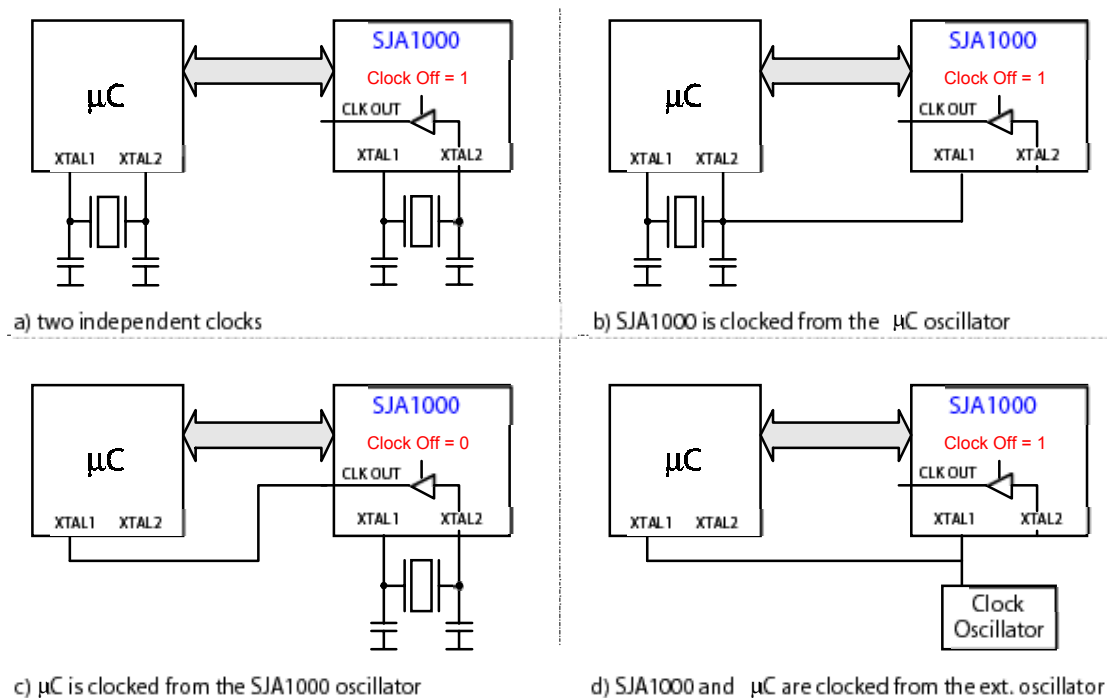 SJA1000
Clock Off = 1
μC
CLK OUT
XTAL1 XTAL2
XTAL1 XTAL2
a) two independent clocks
SJA1000
Clock Off = 1
μC
CLK OUT
XTAL1 XTAL2
XTAL1 XTAL2
b) SJA1000 is clocked from the μC oscillator
SJA1000
Clock Off = 0
μC
CLK OUT
XTAL1 XTAL2
XTAL1 XTAL2
c) μC is clocked from the SJA1000 oscillator
SJA1000
Clock Off = 1
μC
CLK OUT
XTAL1 XTAL2
XTAL1 XTAL2
Clock
Oscillator
d) SJA1000 and μC are clocked from the ext. oscillator